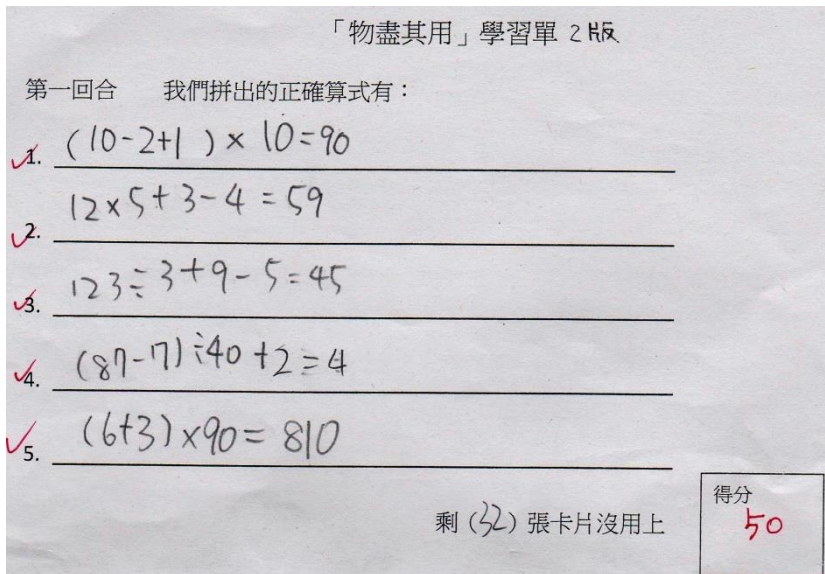 「物盡其用」學習單 2版
第一回合 我們拼出的正確算式有：
1. (10-2+1)×10=90
2. 12×5+3-4=59
3. 123÷3+9-5=45
4. (87-7)÷40+2=4
5. (6+3)×90=810
剩(32)張卡片沒用上
得分
50